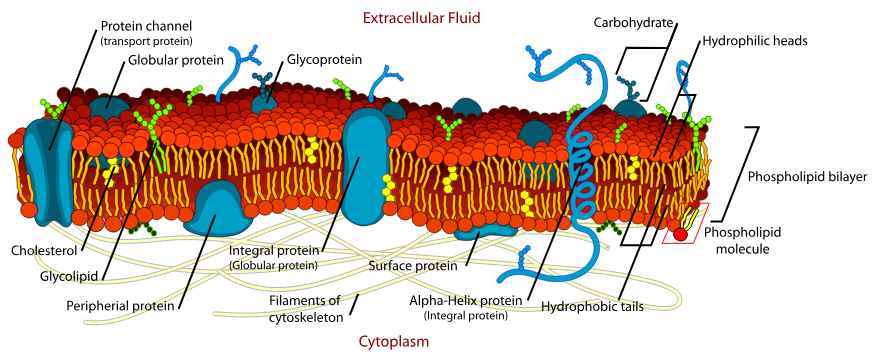 Extracellular Fluid
Protein channel
(transport protein)
Globular protein
Glycoprotein
Carbohydrate
Hydrophilic heads
Phospholipid bilayer
Phospholipid
molecule
Cholesterol
Glycolipid
Peripherial protein
Integral protein
(Globular protein)
Filaments of
cytoskeleton
Surface protein
Alpha-Helix protein
(Integral protein)
Hydrophobic tails
Cytoplasm